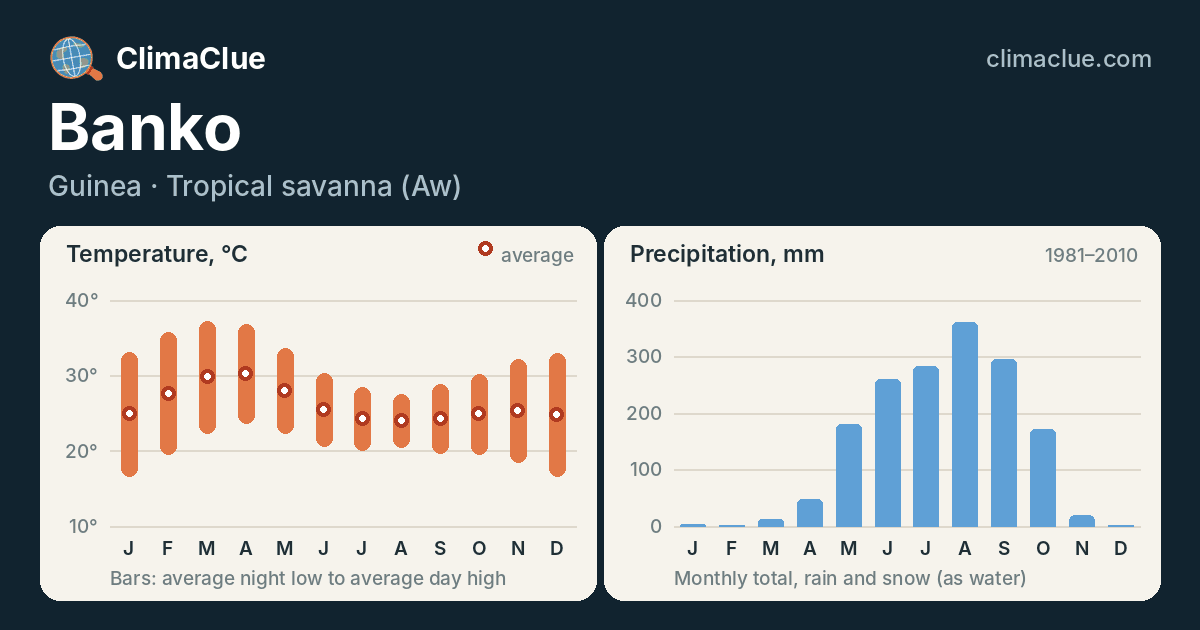 ClimaClue
climaclue.com
Banko
Guinea · Tropical savanna (Aw)
Temperature, °C
average
40°
30°
20°
10°
J F M A M J J A S O N D
Bars: average night low to average day high
Precipitation, mm
1981–2010
400
300
200
100
0
J F M A M J J A S O N D
Monthly total, rain and snow (as water)